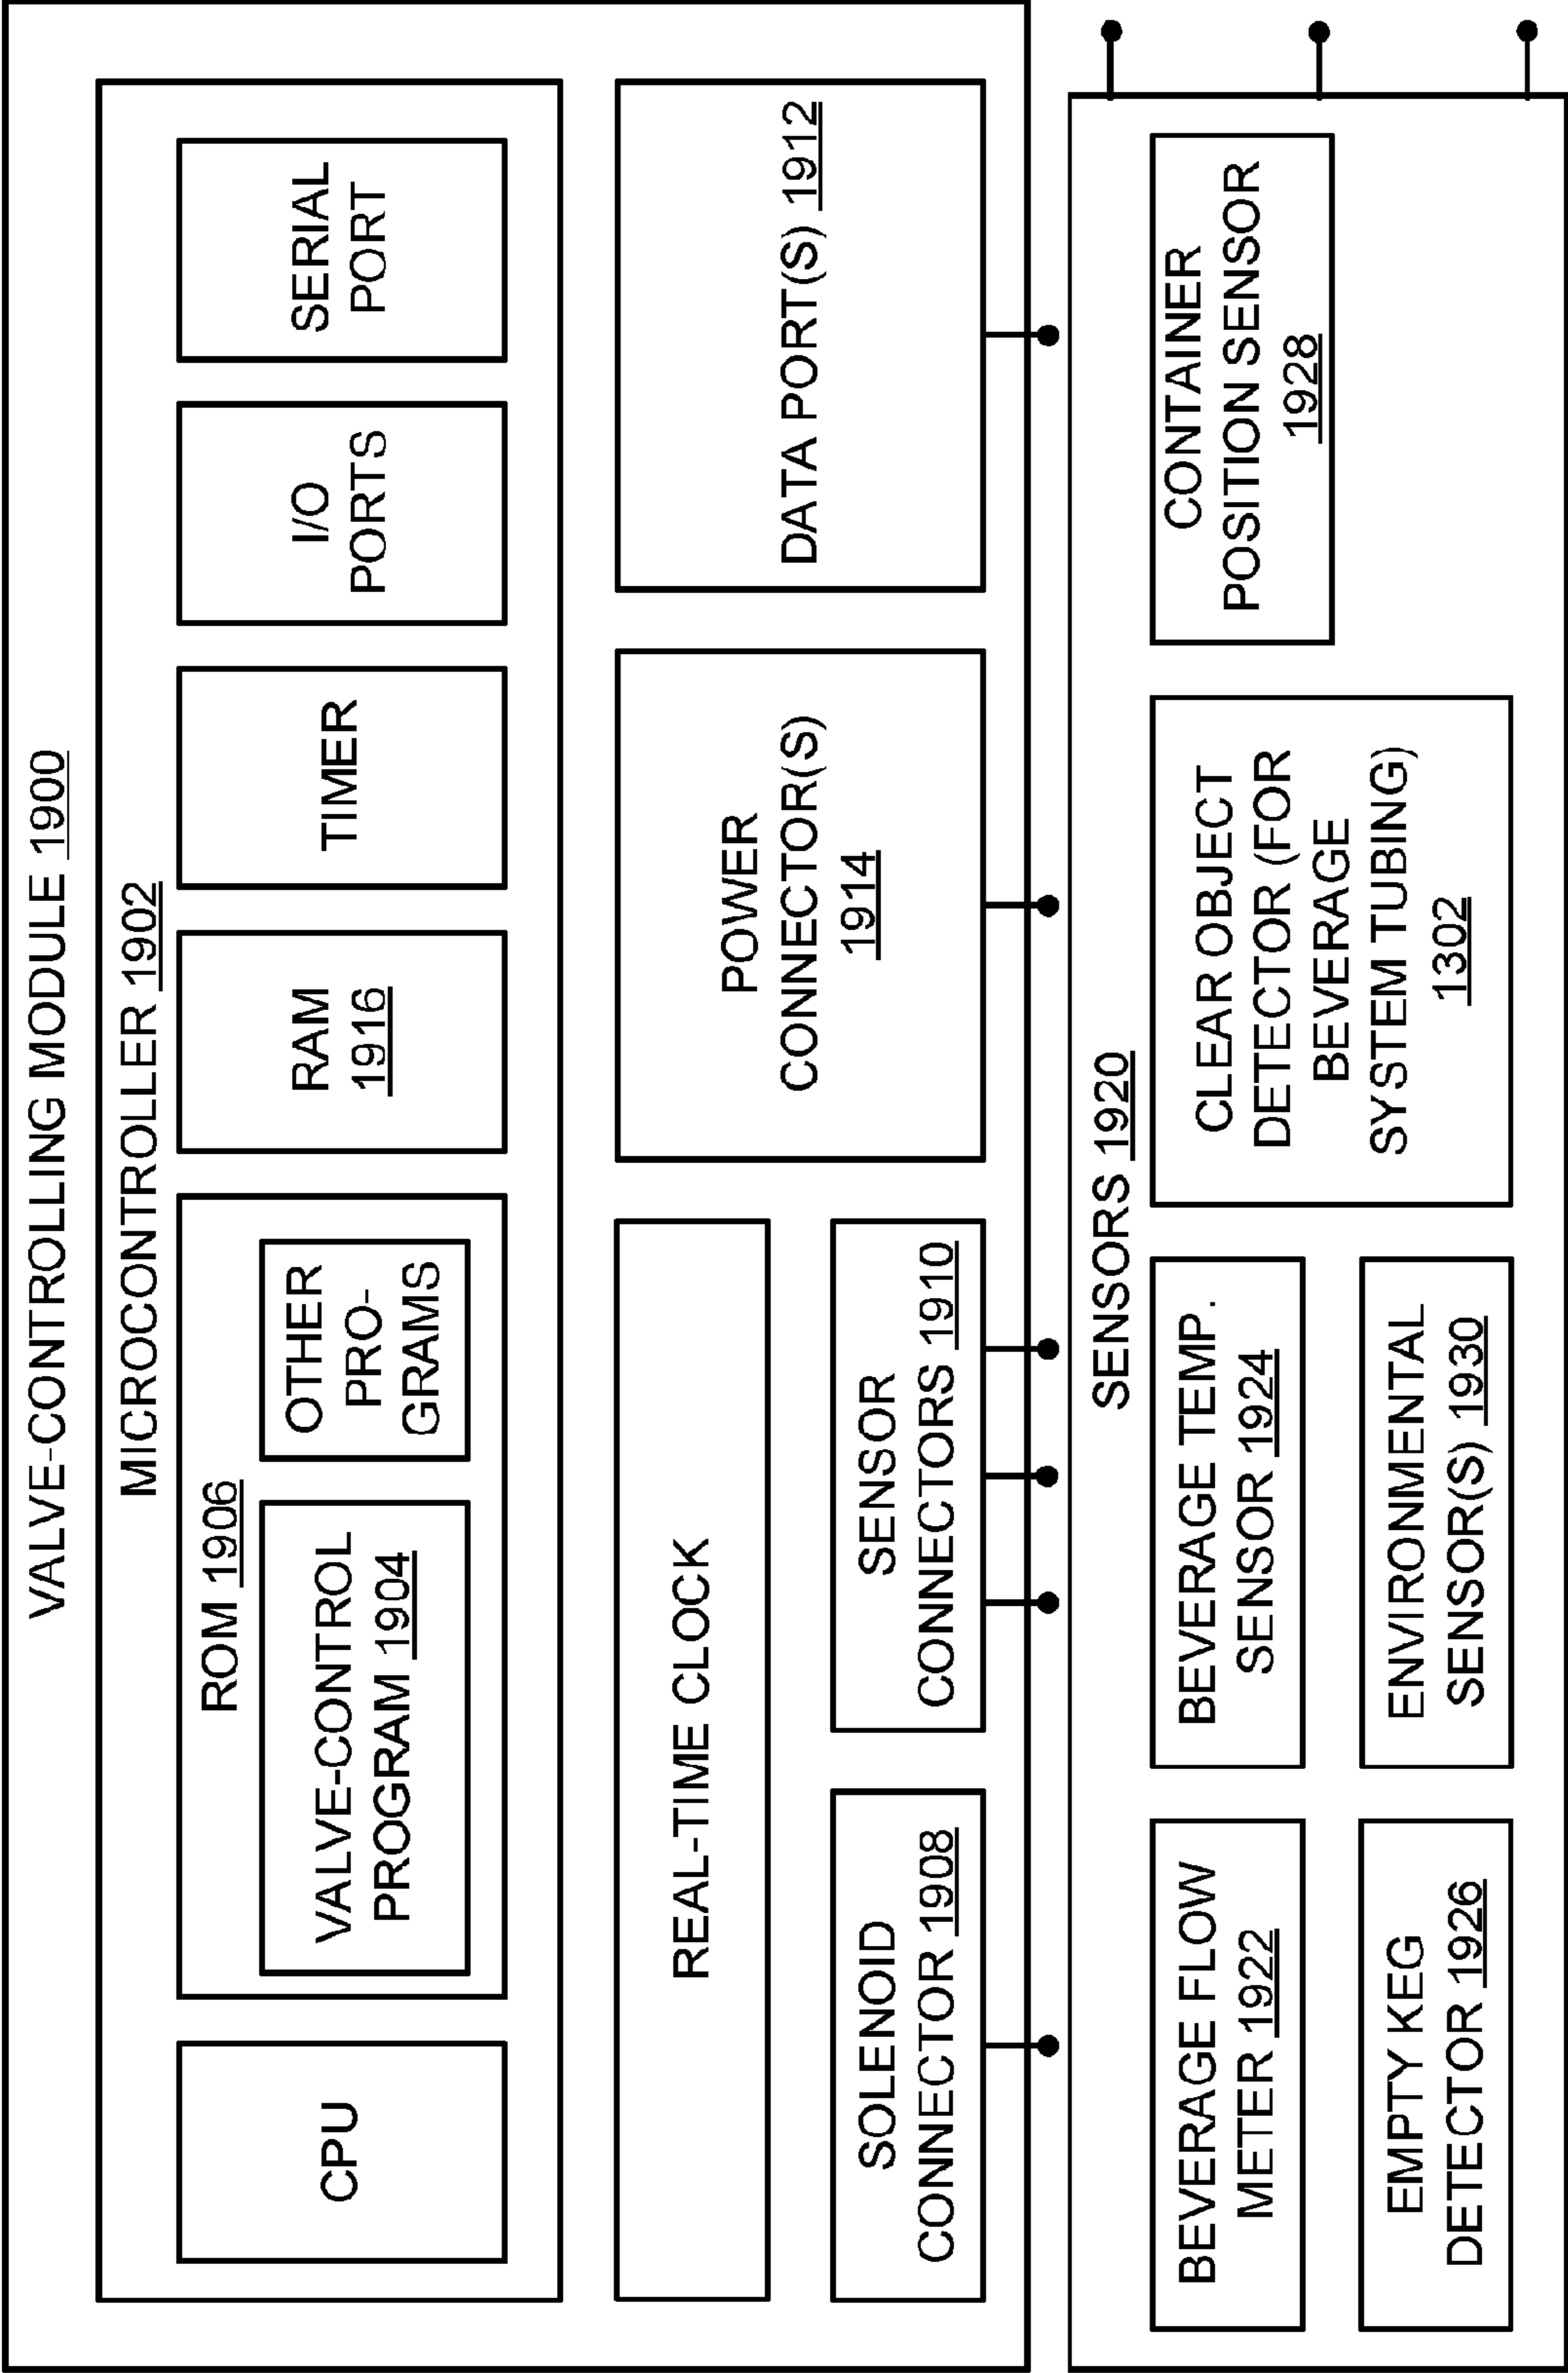 VALVE-CONTROLLING MODULE 1900
MICROCONTROLLER 1902
CPU
ROM 1906
VALVE-CONTROL
PROGRAM 1904
OTHER
PRO-
GRAMS
RAM
1916
TIMER
I/O
PORTS
SERIAL
PORT
REAL-TIME CLOCK
SOLENOID
CONNECTOR 1908
SENSOR
CONNECTORS 1910
POWER
CONNECTOR(S)
1914
DATA PORT(S) 1912
SENSORS 1920
BEVERAGE FLOW
METER 1922
BEVERAGE TEMP.
SENSOR 1924
EMPTY KEG
DETECTOR 1926
ENVIRONMENTAL
SENSOR(S) 1930
CLEAR OBJECT
DETECTOR (FOR
BEVERAGE
SYSTEM TUBING)
1302
CONTAINER
POSITION SENSOR
1928